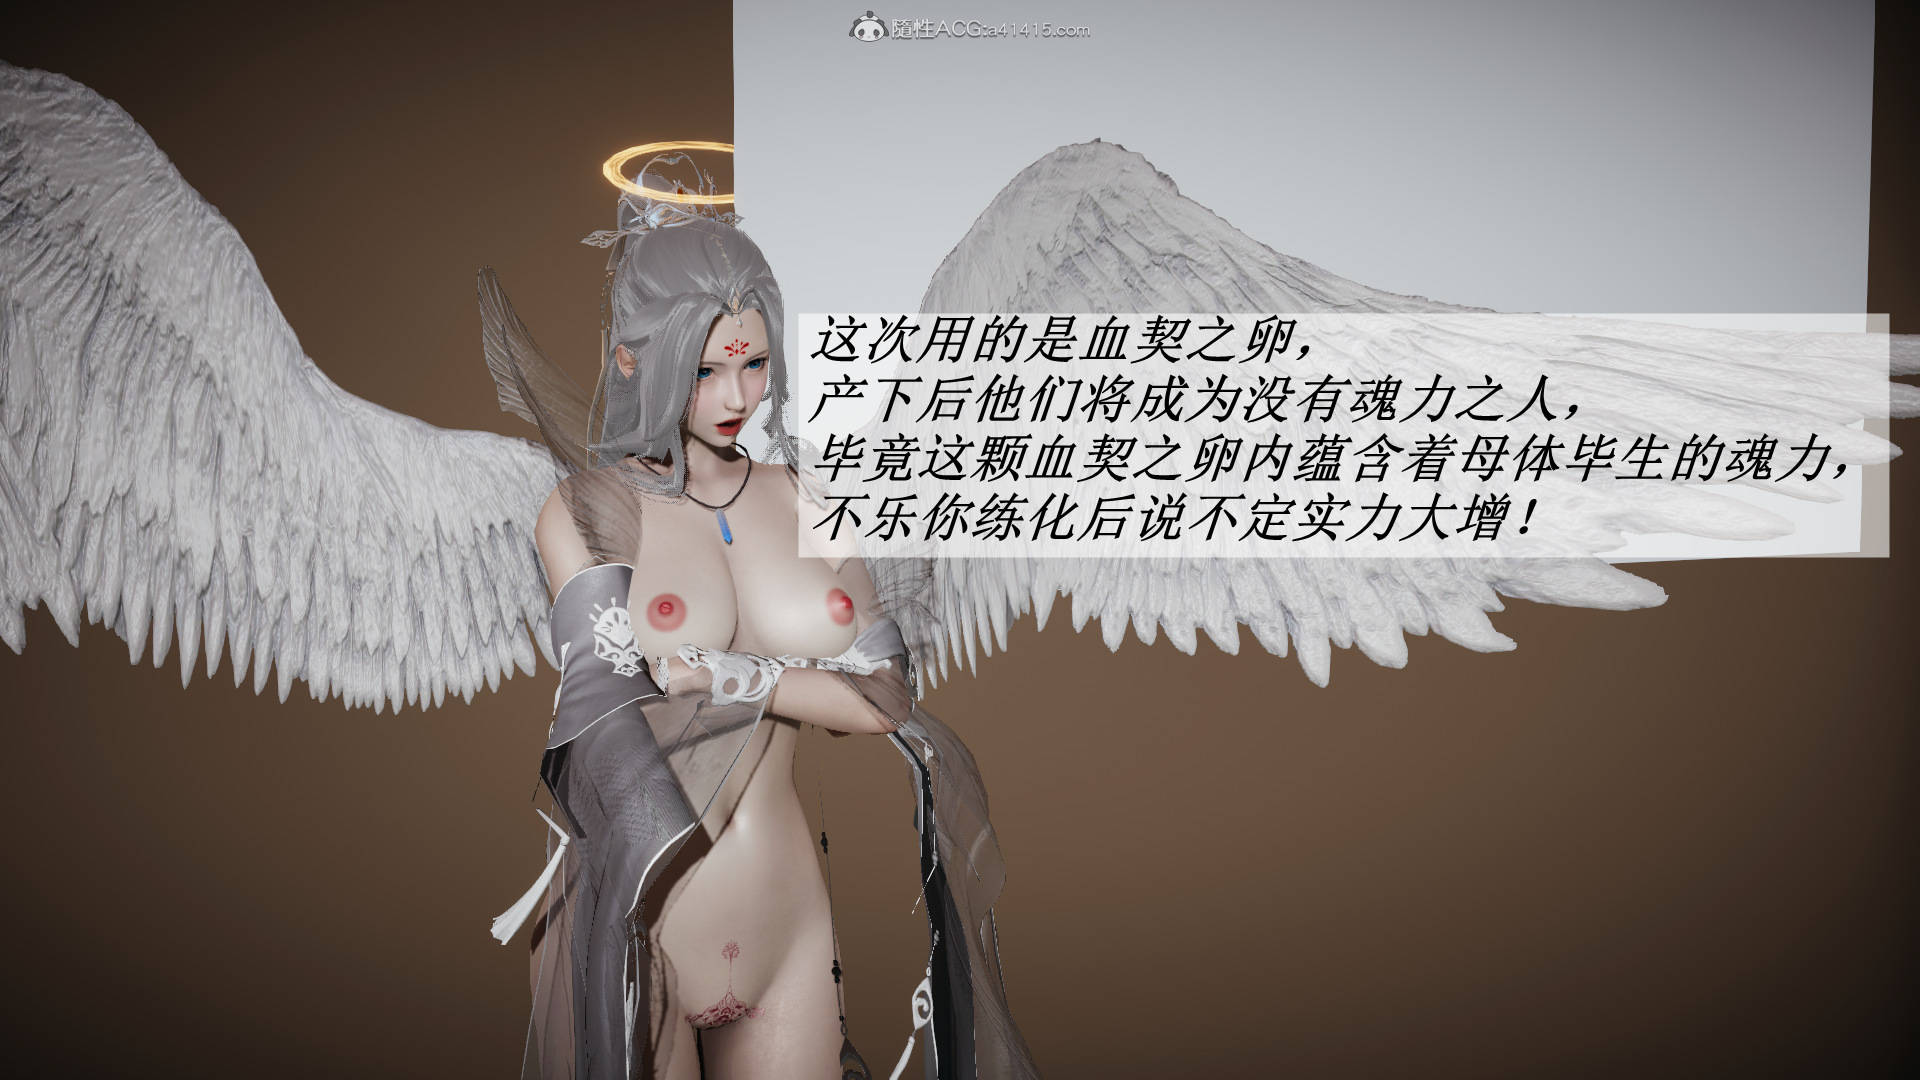 隨性ACG:a41415.com
这次用的是血契之卵，
产下后他们将成为没有魂力之人，
毕竟这颗血契之卵内蕴含着母体毕生的魂力，
不乐你练化后说不定实力大增！